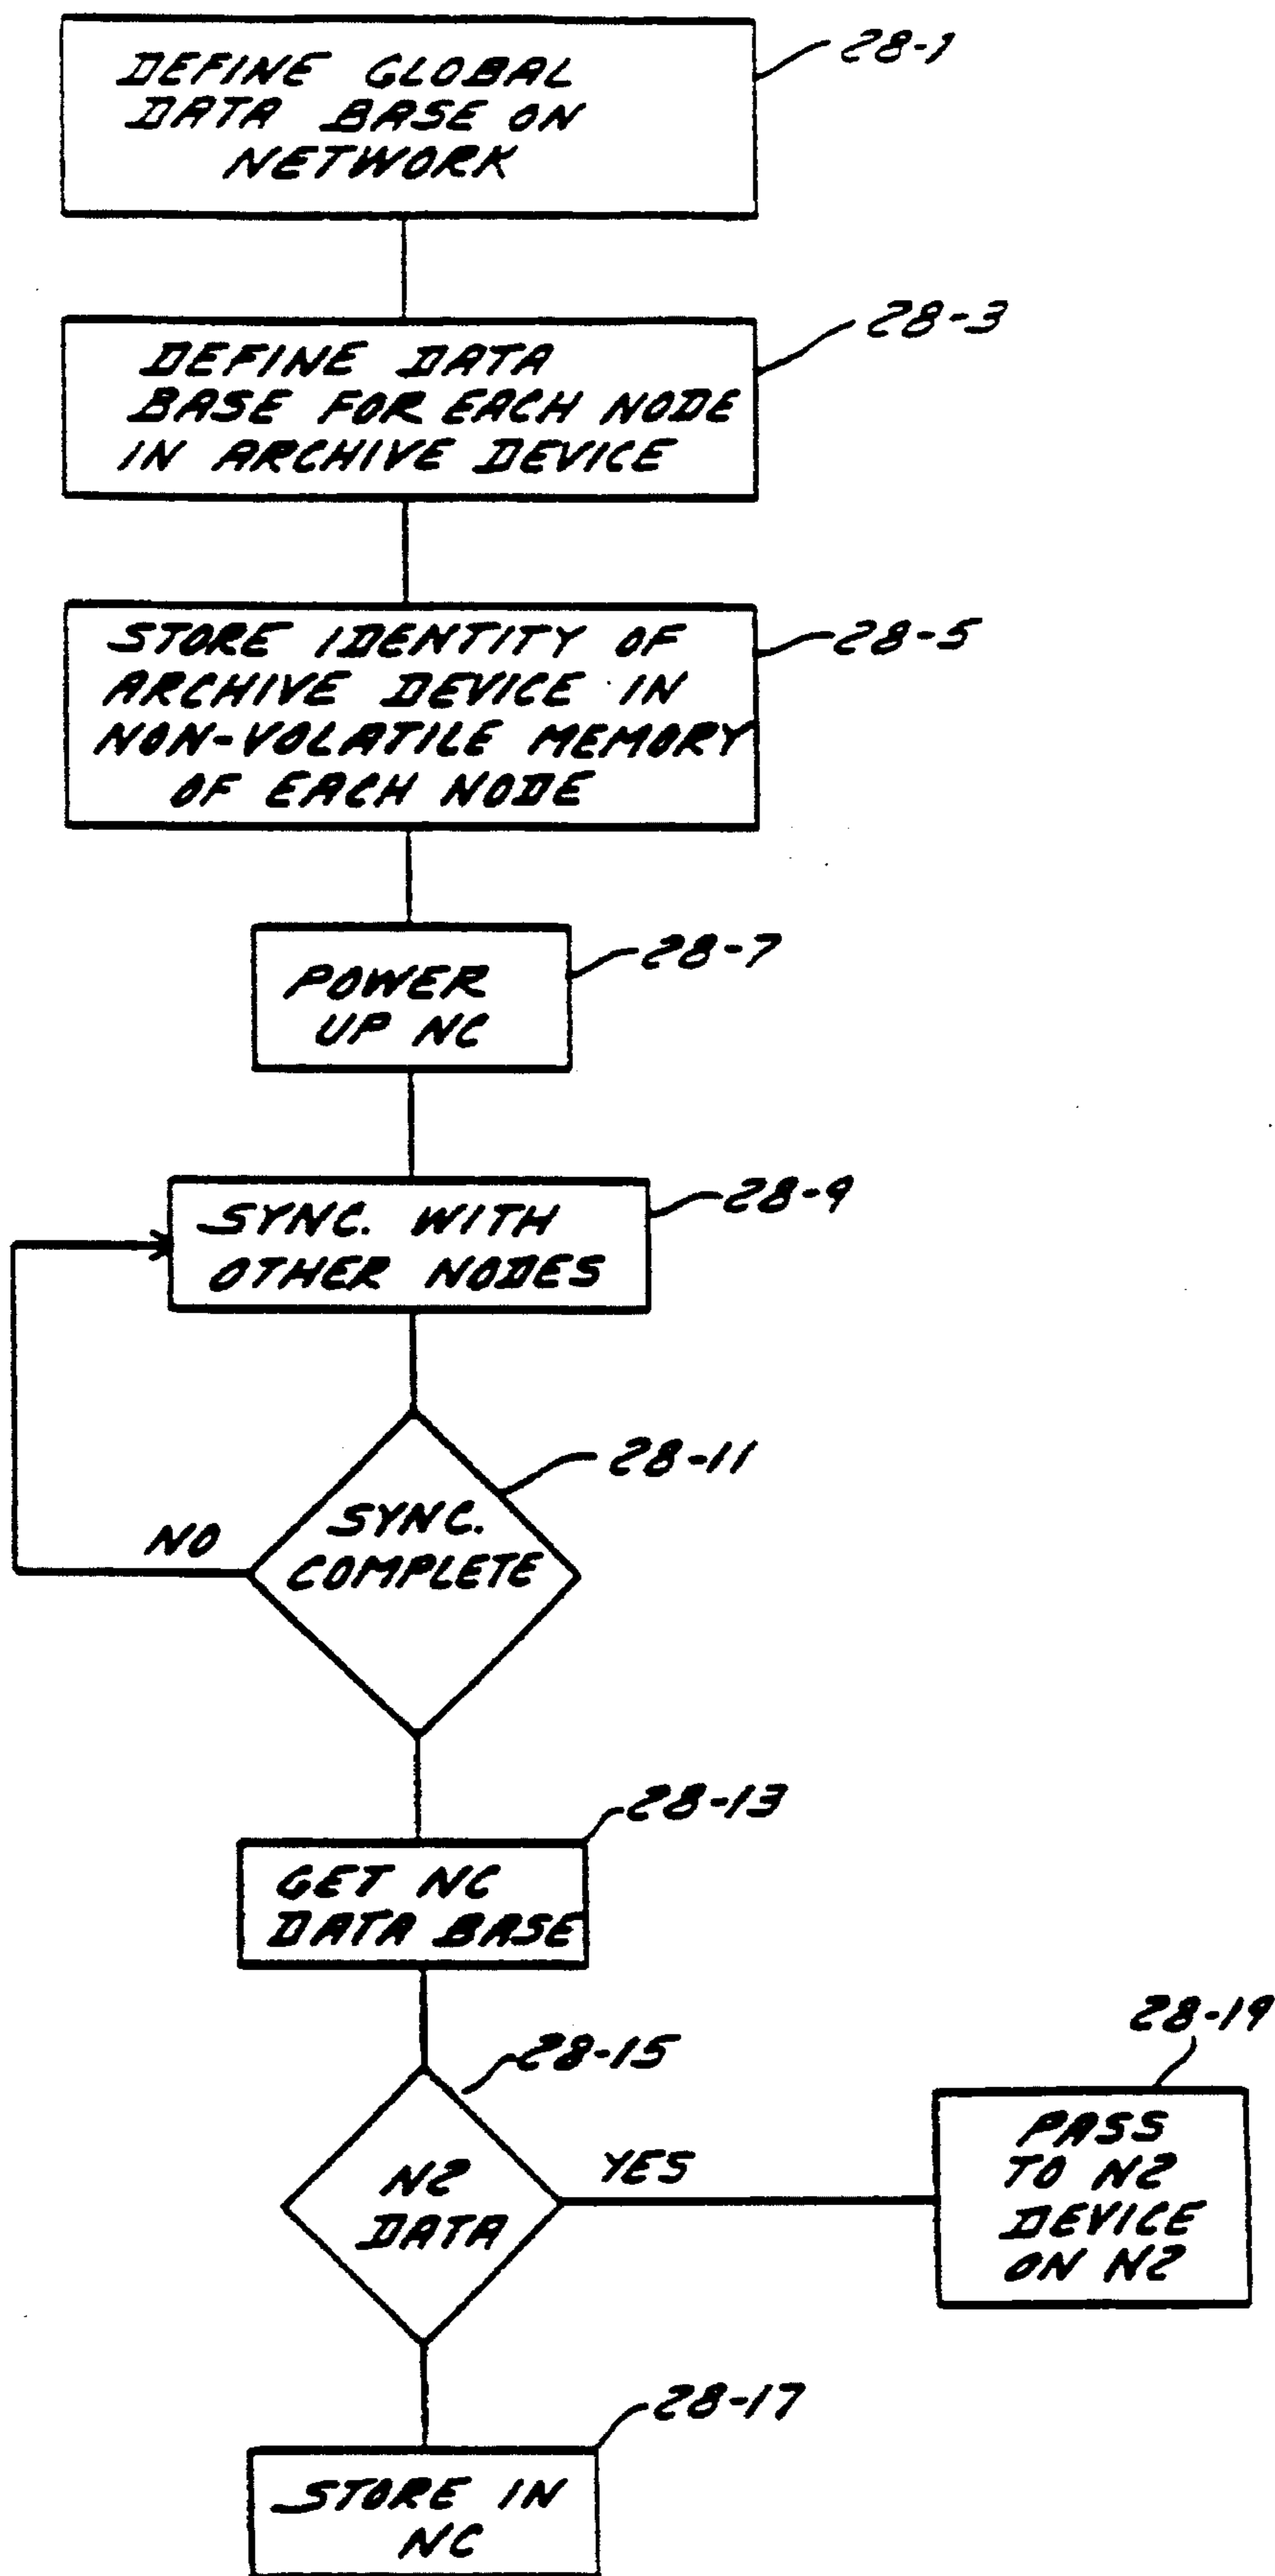 DEFINE GLOBAL
DATA BASE ON
NETWORK
28-1
DEFINE DATA
BASE FOR EACH NODE
IN ARCHIVE DEVICE
28-3
STORE IDENTITY OF
ARCHIVE DEVICE IN
NON-VOLATILE MEMORY
OF EACH NODE
28-5
POWER
UP NC
28-7
SYNC. WITH
OTHER NODES
28-9
SYNC.
COMPLETE
28-11
NO
GET NC
DATA BASE
28-13
N2
DATA
28-15
YES
PASS
TO N2
DEVICE
ON N2
28-19
STORE IN
NC
28-17